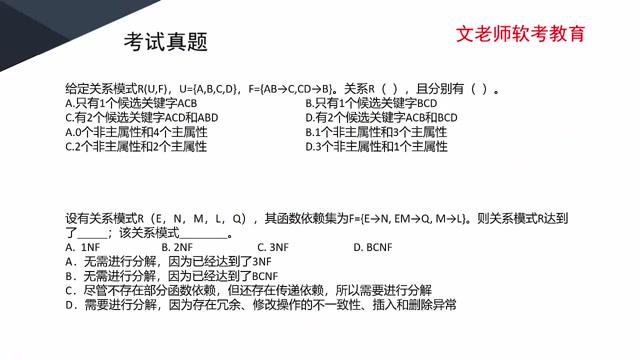 考试真题
文老师软考教育
给定关系模式R(U,F)，U={A,B,C,D}，F={AB→C,CD→B}。关系R（ ），且分别有（ ）。
A.只有1个候选关键字ACB B.只有1个候选关键字BCD
C.有2个候选关键字ACD和ABD D.有2个候选关键字ACB和BCD
A.0个非主属性和4个主属性 B.1个非主属性和3个主属性
C.2个非主属性和2个主属性 D.3个非主属性和1个主属性
设有关系模式R（E，N，M，L，Q），其函数依赖集为F={E→N, EM→Q, M→L}。则关系模式R达到
了_____；该关系模式________。
A. 1NF B. 2NF C. 3NF D. BCNF
A．无需进行分解，因为已经达到了3NF
B．无需进行分解，因为已经达到了BCNF
C．尽管不存在部分函数依赖，但还存在传递依赖，所以需要进行分解
D．需要进行分解，因为存在冗余、修改操作的不一致性、插入和删除异常